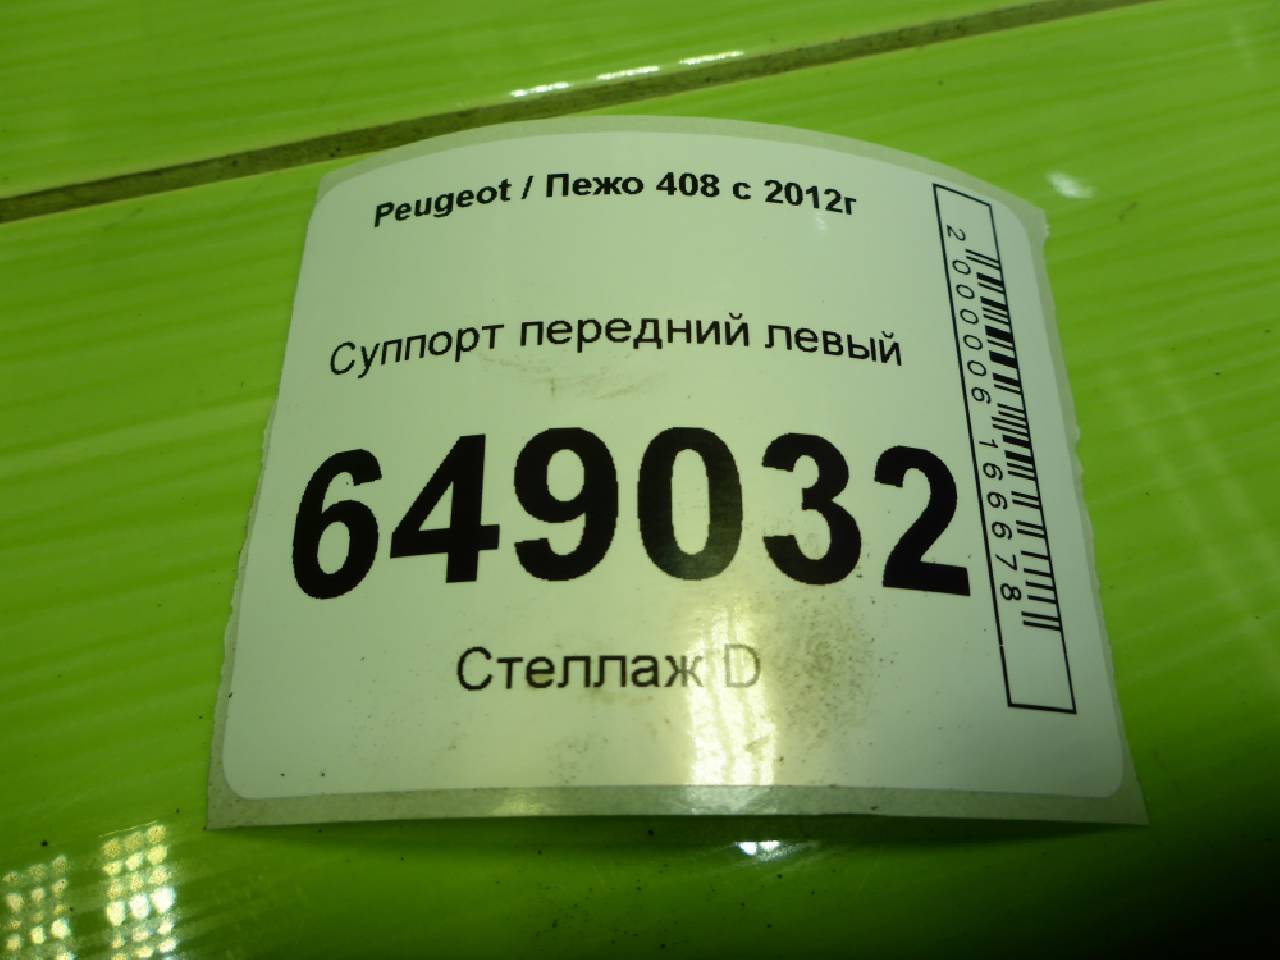 Peugeot / Пежо 408 с 2012г
Суппорт передний левый
649032
Стеллаж D
2000006166678